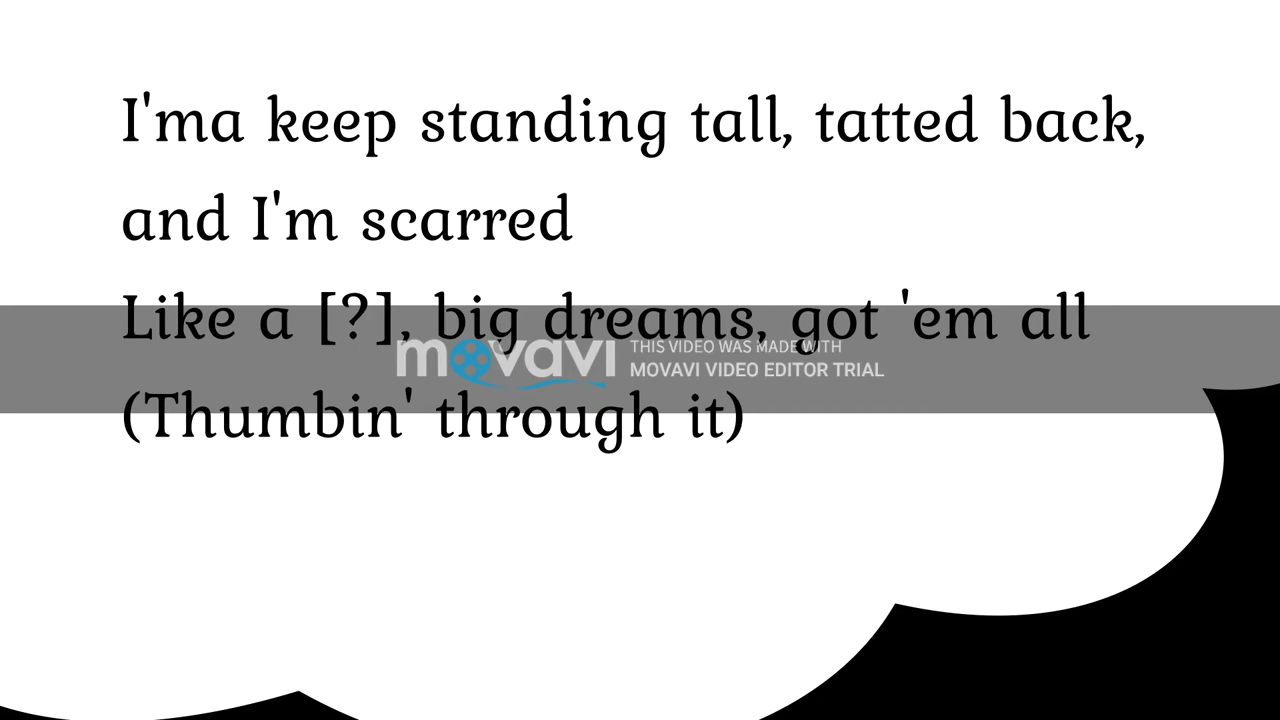 I'ma keep standing tall, tatted back,
and I'm scarred
Like a [?], big dreams, got 'em all
movavi THIS VIDEO WAS MADE WITH
MOVAVI VIDEO EDITOR TRIAL
(Thumbin' through it)